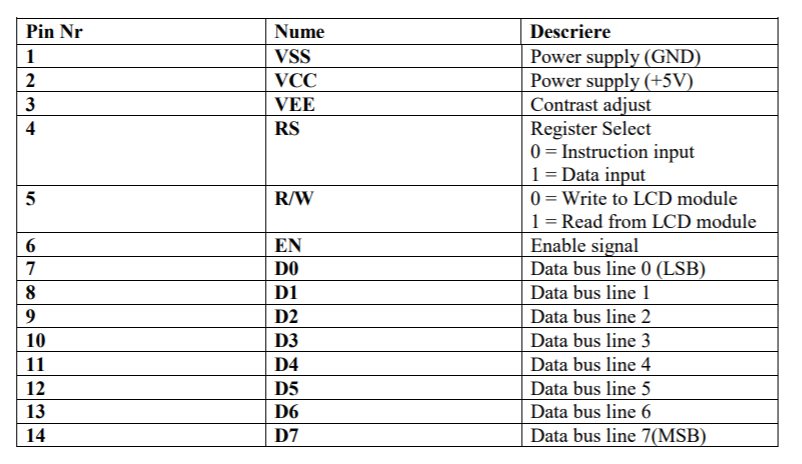 Pin Nr Nume Descriere
1 VSS Power supply (GND)
2 VCC Power supply (+5V)
3 VEE Contrast adjust
4 RS Register Select
0 = Instruction input
1 = Data input
5 R/W 0 = Write to LCD module
1 = Read from LCD module
6 EN Enable signal
7 D0 Data bus line 0 (LSB)
8 D1 Data bus line 1
9 D2 Data bus line 2
10 D3 Data bus line 3
11 D4 Data bus line 4
12 D5 Data bus line 5
13 D6 Data bus line 6
14 D7 Data bus line 7(MSB)